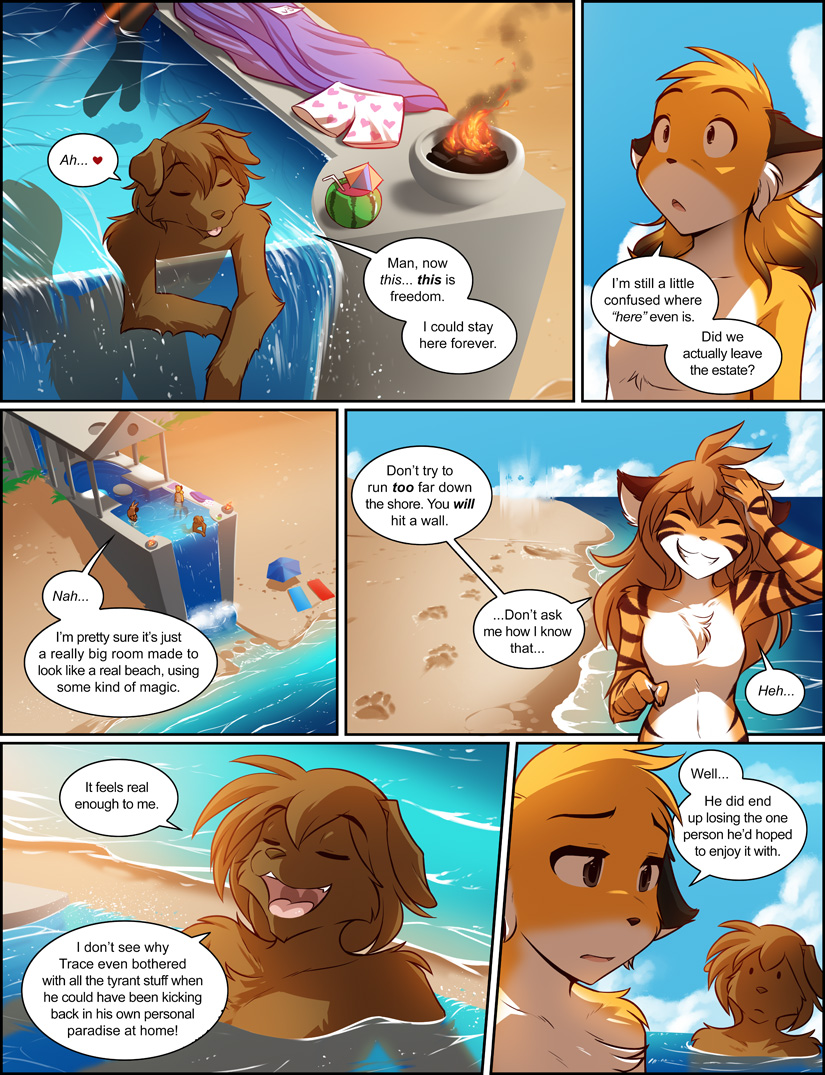 Ah... ♥
Man, now
this... this is
freedom.
I could stay
here forever.
I'm still a little
confused where
"here" even is.
Did we
actually leave
the estate?
Nah...
I'm pretty sure it's just
a really big room made to
look like a real beach, using
some kind of magic.
Don't try to
run too far down
the shore. You will
hit a wall.
...Don't ask
me how I know
that...
Heh...
It feels real
enough to me.
I don't see why
Trace even bothered
with all the tyrant stuff when
he could have been kicking
back in his own personal
paradise at home!
Well...
He did end
up losing the one
person he'd hoped
to enjoy it with.